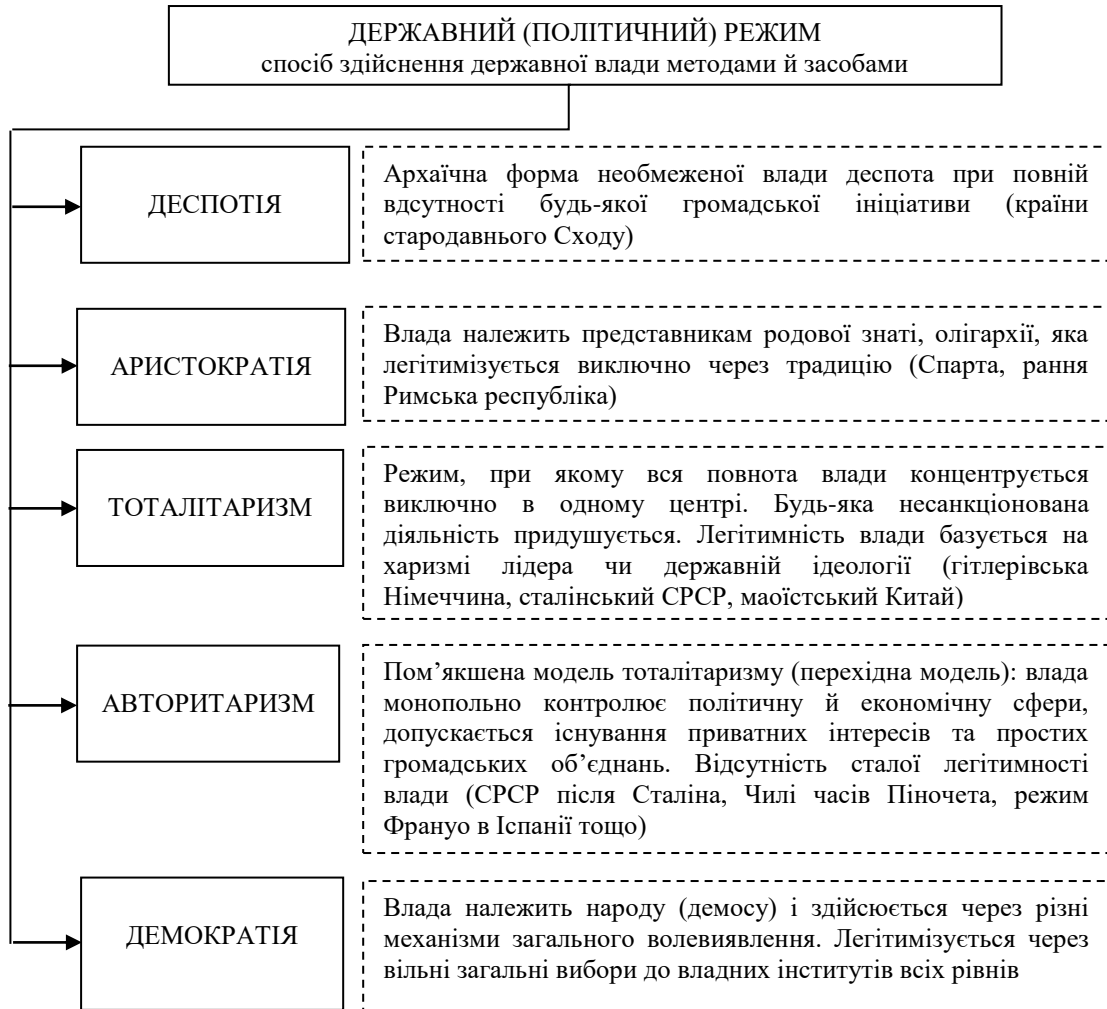 ДЕРЖАВНИЙ (ПОЛІТИЧНИЙ) РЕЖИМ
спосіб здійснення державної влади методами й засобами
ДЕСПОТІЯ
Архаїчна форма необмеженої влади деспота при повній
вдсутності будь-якої громадської ініціативи (країни
стародавнього Сходу)
АРИСТОКРАТІЯ
Влада належить представникам родової знаті, олігархії, яка
легітимізується виключно через традицію (Спарта, рання
Римська республіка)
ТОТАЛІТАРИЗМ
Режим, при якому вся повнота влади концентрується
виключно в одному центрі. Будь-яка несанкціонована
діяльність придушується. Легітимність влади базується на
харизмі лідера чи державній ідеології (гітлерівська
Німеччина, сталінський СРСР, маоїстський Китай)
АВТОРИТАРИЗМ
Пом’якшена модель тоталітаризму (перехідна модель): влада
монопольно контролює політичну й економічну сфери,
допускається існування приватних інтересів та простих
громадських об’єднань. Відсутність сталої легітимності
влади (СРСР після Сталіна, Чилі часів Піночета, режим
Франуо в Іспанії тощо)
ДЕМОКРАТІЯ
Влада належить народу (демосу) і здійсюється через різні
механізми загального волевиявлення. Легітимізується через
вільні загальні вибори до владних інститутів всіх рівнів